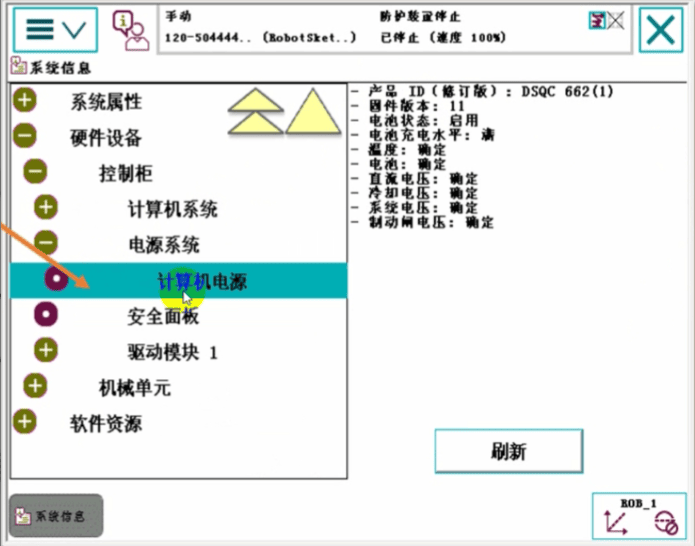 手动
防护装置停止
120-504444.. (RobotSket..)
已停止 (速度 100%)
系统信息
系统属性
硬件设备
控制柜
计算机系统
电源系统
计算机电源
安全面板
驱动模块 1
机械单元
软件资源
- 产品 ID (修订版) : DSQC 662(1)
- 固件版本: 11
- 电池状态: 启用
- 电池充电水平: 满
- 温度: 确定
- 电池: 确定
- 直流电压: 确定
- 冷却电压: 确定
- 系统电压: 确定
- 制动闸电压: 确定
刷新
系统信息
ROB_1